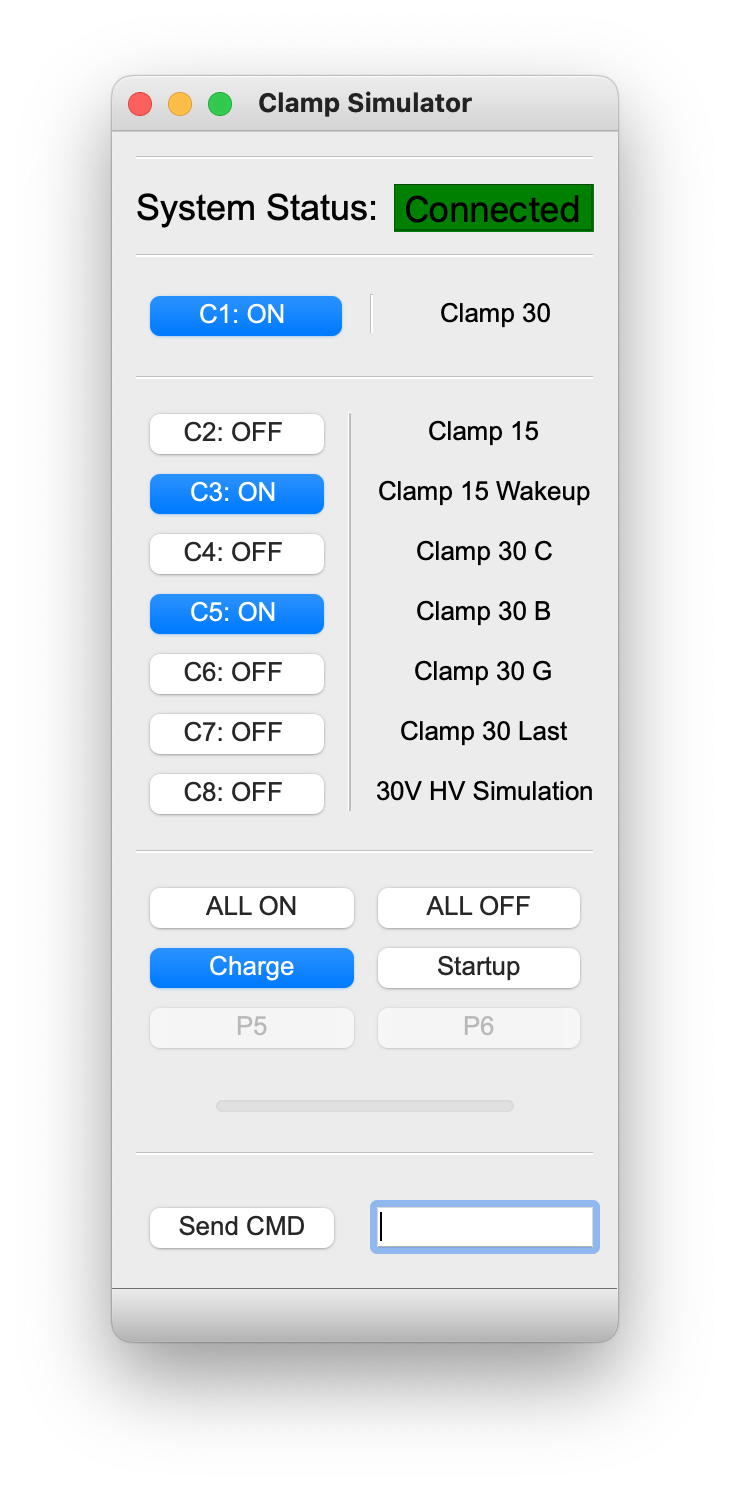 Clamp Simulator
System Status: Connected
C1: ON Clamp 30
C2: OFF Clamp 15
C3: ON Clamp 15 Wakeup
C4: OFF Clamp 30 C
C5: ON Clamp 30 B
C6: OFF Clamp 30 G
C7: OFF Clamp 30 Last
C8: OFF 30V HV Simulation
ALL ON ALL OFF
Charge Startup
P5 P6
Send CMD